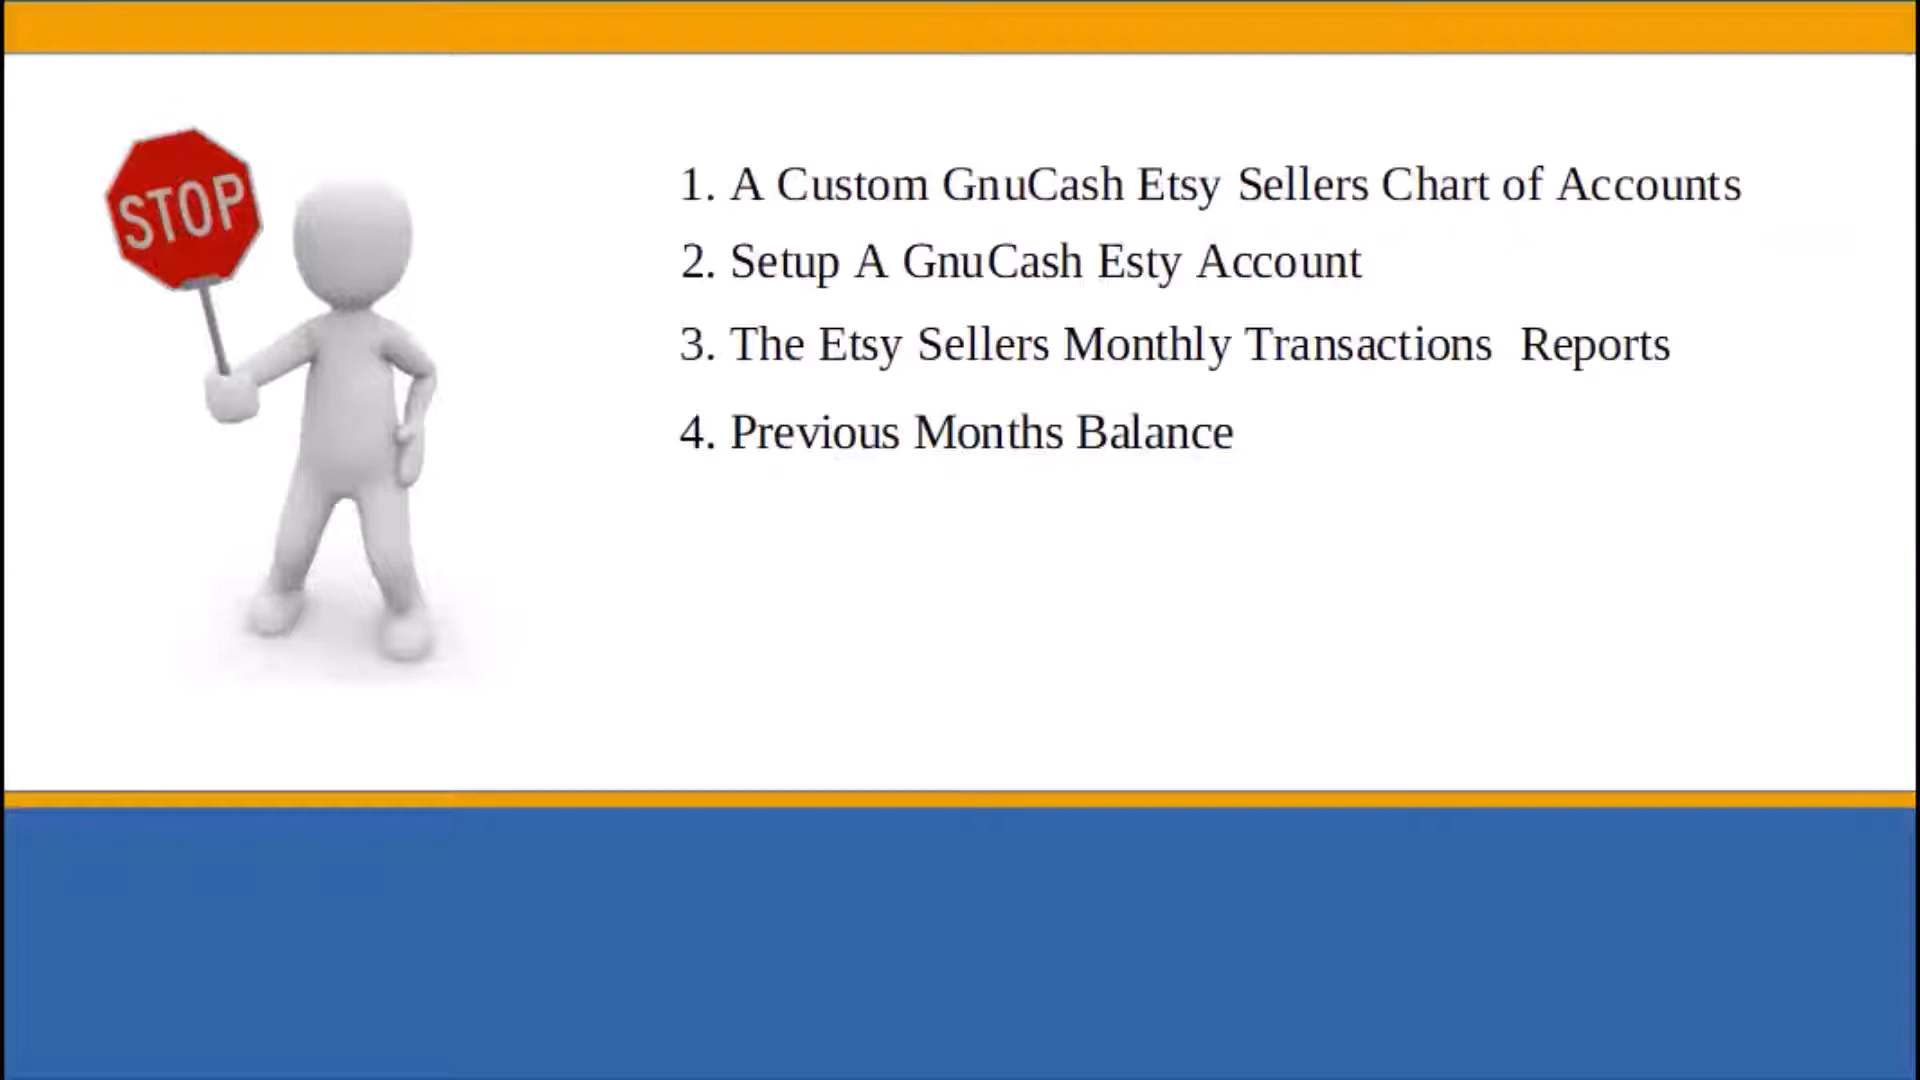 STOP
1. A Custom GnuCash Etsy Sellers Chart of Accounts
2. Setup A GnuCash Esty Account
3. The Etsy Sellers Monthly Transactions  Reports
4. Previous Months Balance